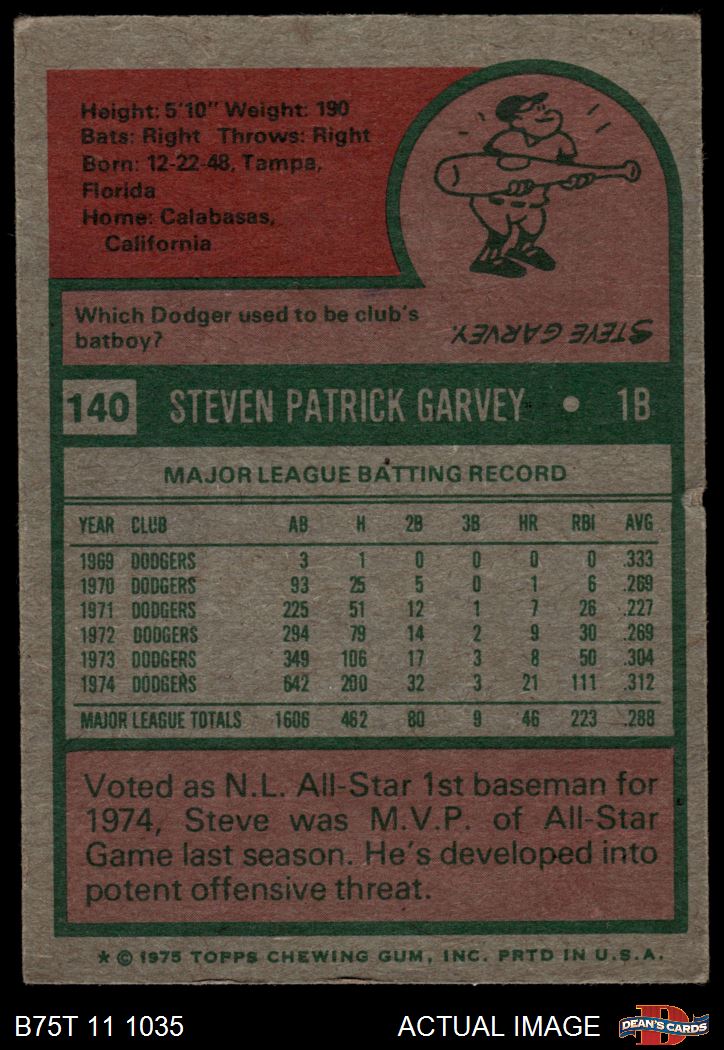 Height: 5'10" Weight: 190
Bats: Right Throws: Right
Born: 12-22-48, Tampa,
Florida
Home: Calabasas,
California
Which Dodger used to be club's
batboy?
STEVE GARVEY.
140 STEVEN PATRICK GARVEY • 1B
MAJOR LEAGUE BATTING RECORD
YEAR CLUB AB H 2B 3B HR RBI AVG
1969 DODGERS 3 1 0 0 0 0 .333
1970 DODGERS 93 25 5 0 1 6 .269
1971 DODGERS 225 51 12 1 7 26 .227
1972 DODGERS 294 79 14 2 9 30 .269
1973 DODGERS 349 106 17 3 8 50 .304
1974 DODGERS 642 200 32 3 21 111 .312
MAJOR LEAGUE TOTALS 1606 462 80 9 46 223 .288
Voted as N.L. All-Star 1st baseman for
1974, Steve was M.V.P. of All-Star
Game last season. He's developed into
potent offensive threat.
* © 1975 TOPPS CHEWING GUM, INC. PRTD IN U.S.A.
B75T 11 1035 ACTUAL IMAGE D DEAN'S CARDS